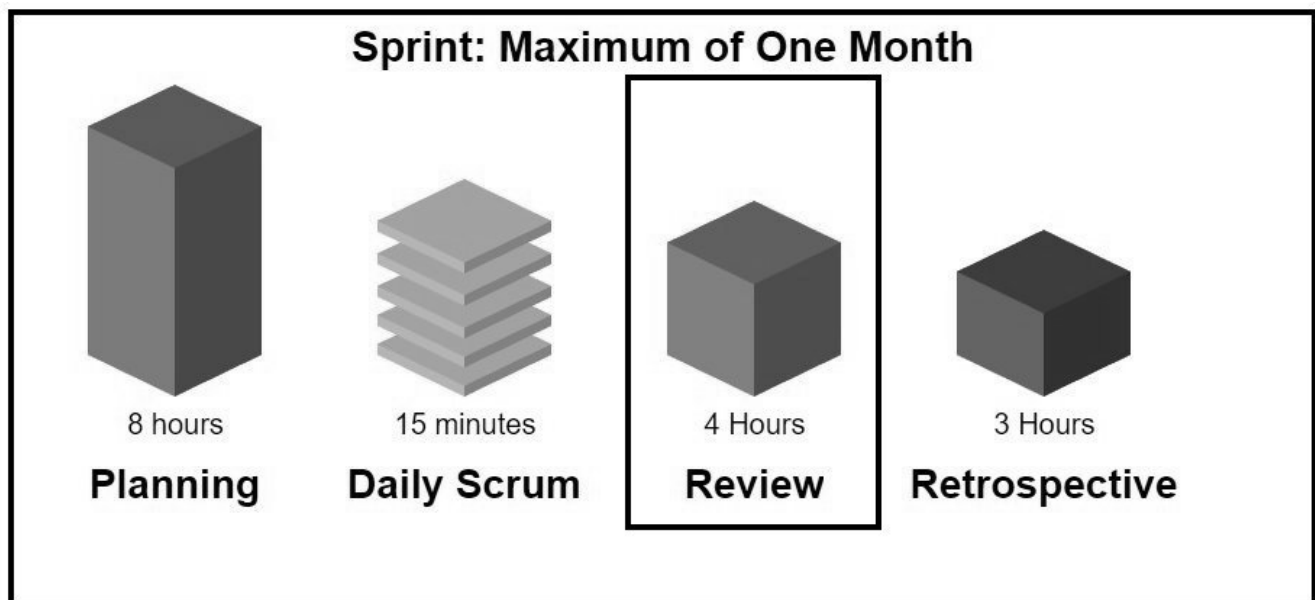 Sprint: Maximum of One Month
8 hours
15 minutes
4 Hours
3 Hours
Planning
Daily Scrum
Review
Retrospective